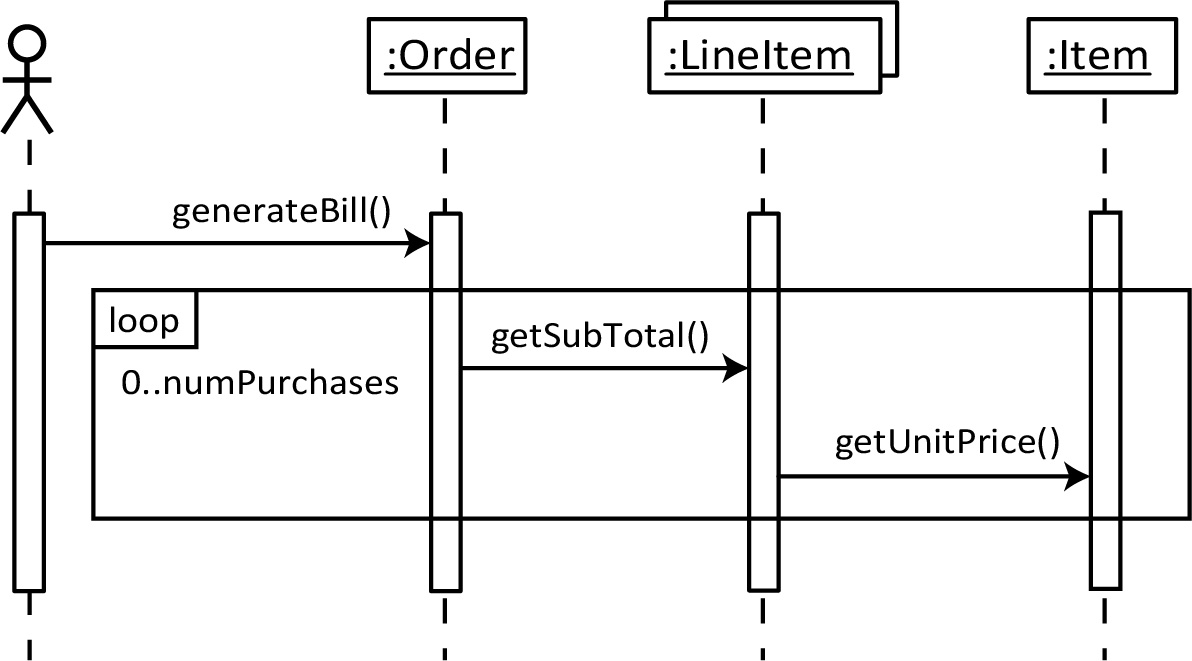 :Order
:LineItem
:Item
generateBill()
loop
getSubTotal()
0..numPurchases
getUnitPrice()